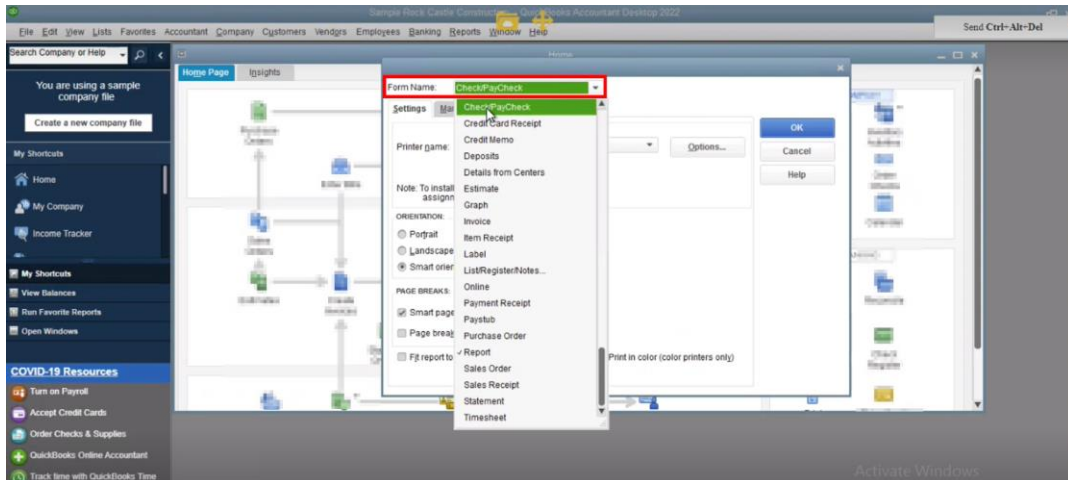 Sample Rock Castle Construction - QuickBooks Accountant Desktop 2022
File Edit View Lists Favorites Accountant Company Customers Vendors Employees Banking Reports Window Help
Send Ctrl+Alt+Del
Search Company or Help
You are using a sample
company file
Create a new company file
My Shortcuts
Home
My Company
Income Tracker
My Shortcuts
View Balances
Run Favorite Reports
Open Windows
COVID-19 Resources
Turn on Payroll
Accept Credit Cards
Order Checks & Supplies
QuickBooks Online Accountant
Track time with QuickBooks Time
Home
Home Page Insights
Form Name: Check/PayCheck
Settings
Printer name:
Options...
Note: To install
assignm
ORIENTATION:
Portrait
Landscape
Smart orien
PAGE BREAKS:
Smart page
Page break
Fit report to
Print in color (color printers only)
OK
Cancel
Help
Check/PayCheck
Credit Card Receipt
Credit Memo
Deposits
Details from Centers
Estimate
Graph
Invoice
Item Receipt
Label
List/Register/Notes...
Online
Payment Receipt
Paystub
Purchase Order
Report
Sales Order
Sales Receipt
Statement
Timesheet
Activate Windows